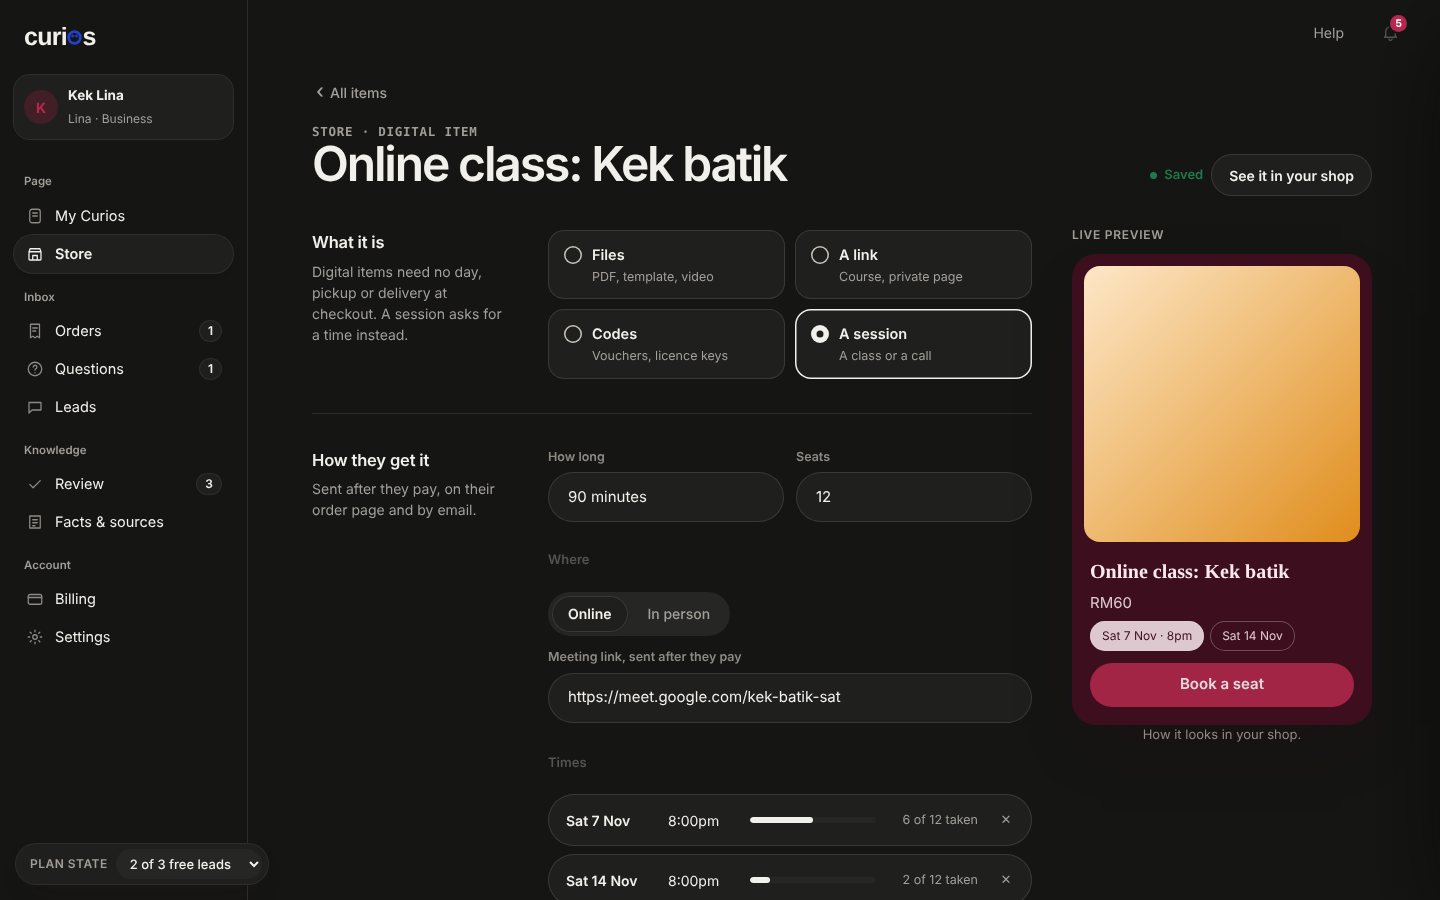 curios
K
Kek Lina
Lina · Business
Page
My Curios
Store
Inbox
Orders 1
Questions 1
Leads
Knowledge
Review 3
Facts & sources
Account
Billing
Settings
PLAN STATE 2 of 3 free leads
Help 5
All items
STORE · DIGITAL ITEM
Online class: Kek batik
Saved
See it in your shop
What it is
Digital items need no day,
pickup or delivery at
checkout. A session asks for
a time instead.
Files
PDF, template, video
A link
Course, private page
Codes
Vouchers, licence keys
A session
A class or a call
How they get it
Sent after they pay, on their
order page and by email.
How long
90 minutes
Seats
12
Where
Online In person
Meeting link, sent after they pay
https://meet.google.com/kek-batik-sat
Times
Sat 7 Nov 8:00pm 6 of 12 taken ×
Sat 14 Nov 8:00pm 2 of 12 taken ×
LIVE PREVIEW
Online class: Kek batik
RM60
Sat 7 Nov · 8pm Sat 14 Nov
Book a seat
How it looks in your shop.